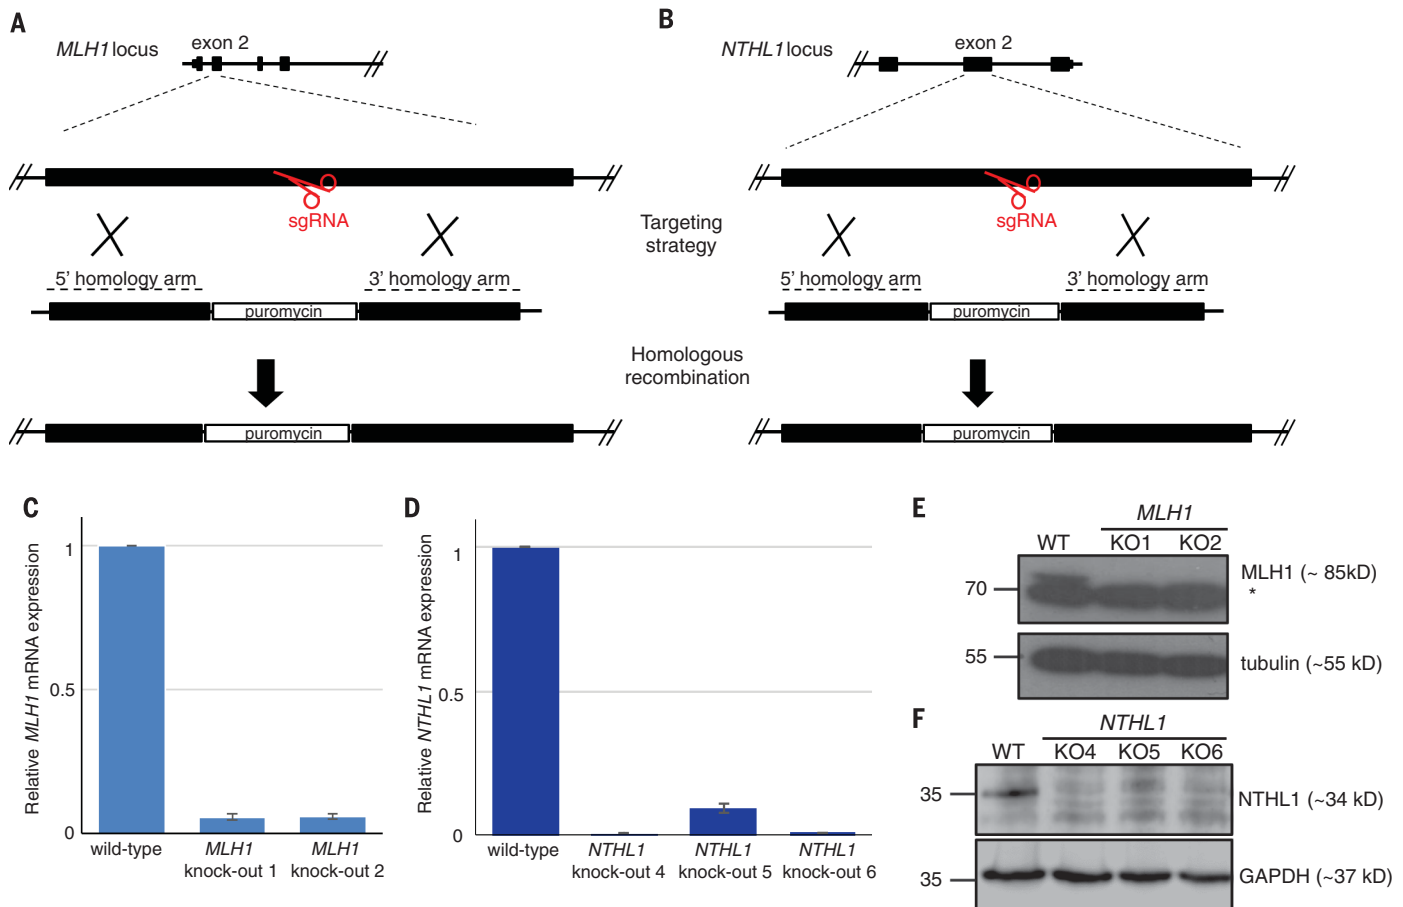 A
MLH1 locus
exon 2
sgRNA
5' homology arm
3' homology arm
puromycin
puromycin
Targeting
strategy
Homologous
recombination
B
NTHL1 locus
exon 2
sgRNA
5' homology arm
3' homology arm
puromycin
puromycin
C
Relative MLH1 mRNA expression
1
0.5
0
wild-type
MLH1
knock-out 1
MLH1
knock-out 2
D
Relative NTHL1 mRNA expression
1
0.5
0
wild-type
NTHL1
knock-out 4
NTHL1
knock-out 5
NTHL1
knock-out 6
E
MLH1
WT KO1 KO2
70
MLH1 (~ 85kD)
*
55
tubulin (~55 kD)
F
NTHL1
WT KO4 KO5 KO6
35
NTHL1 (~34 kD)
35
GAPDH (~37 kD)